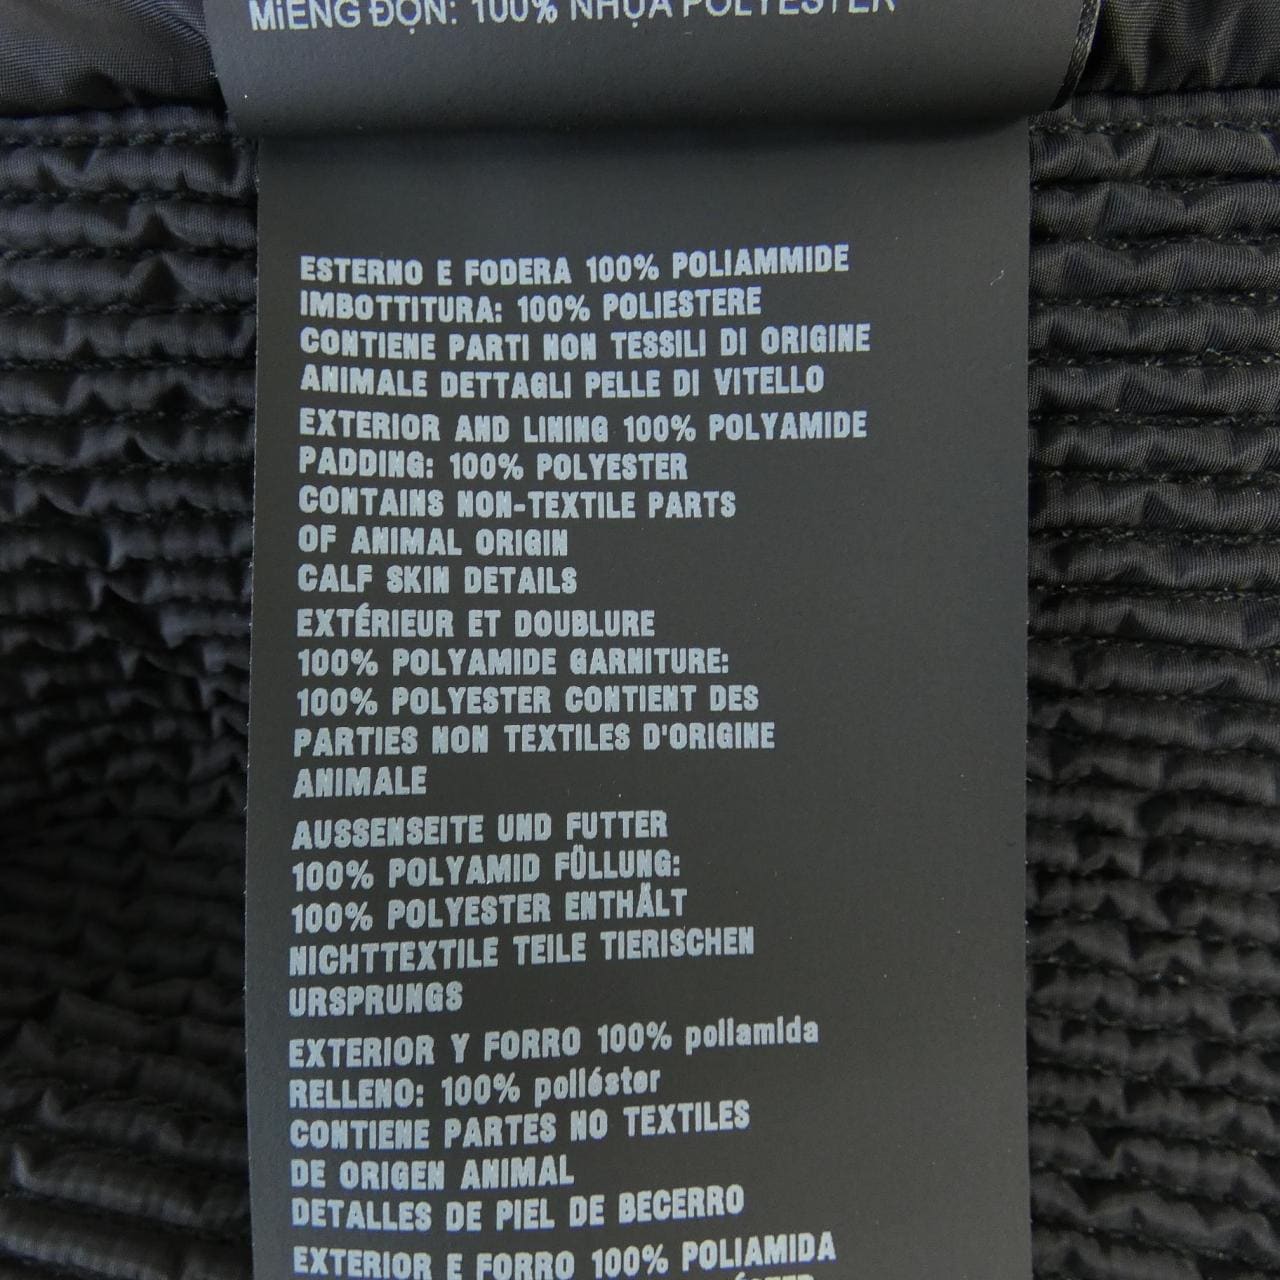 MIẾNG ĐỘN: 100% NHỰA POLYESTER
ESTERNO E FODERA 100% POLIAMMIDE
IMBOTTITURA: 100% POLIESTERE
CONTIENE PARTI NON TESSILI DI ORIGINE
ANIMALE DETTAGLI PELLE DI VITELLO
EXTERIOR AND LINING 100% POLYAMIDE
PADDING: 100% POLYESTER
CONTAINS NON-TEXTILE PARTS
OF ANIMAL ORIGIN
CALF SKIN DETAILS
EXTÉRIEUR ET DOUBLURE
100% POLYAMIDE GARNITURE:
100% POLYESTER CONTIENT DES
PARTIES NON TEXTILES D'ORIGINE
ANIMALE
AUSSENSEITE UND FUTTER
100% POLYAMID FÜLLUNG:
100% POLYESTER ENTHÄLT
NICHTTEXTILE TEILE TIERISCHEN
URSPRUNGS
EXTERIOR Y FORRO 100% poliamida
RELLENO: 100% poliéster
CONTIENE PARTES NO TEXTILES
DE ORIGEN ANIMAL
DETALLES DE PIEL DE BECERRO
EXTERIOR E FORRO 100% POLIAMIDA